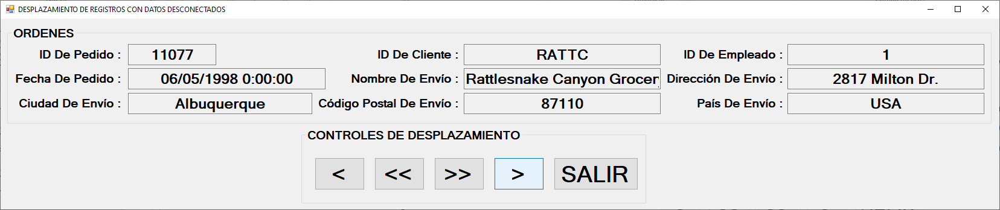 DESPLAZAMIENTO DE REGISTROS CON DATOS DESCONECTADOS
ORDENES
ID De Pedido : 11077 ID De Cliente : RATTC ID De Empleado : 1
Fecha De Pedido : 06/05/1998 0:00:00 Nombre De Envío : Rattlesnake Canyon Grocer Dirección De Envío : 2817 Milton Dr.
Ciudad De Envío : Albuquerque Código Postal De Envío : 87110 País De Envío : USA
CONTROLES DE DESPLAZAMIENTO
< << >> > SALIR